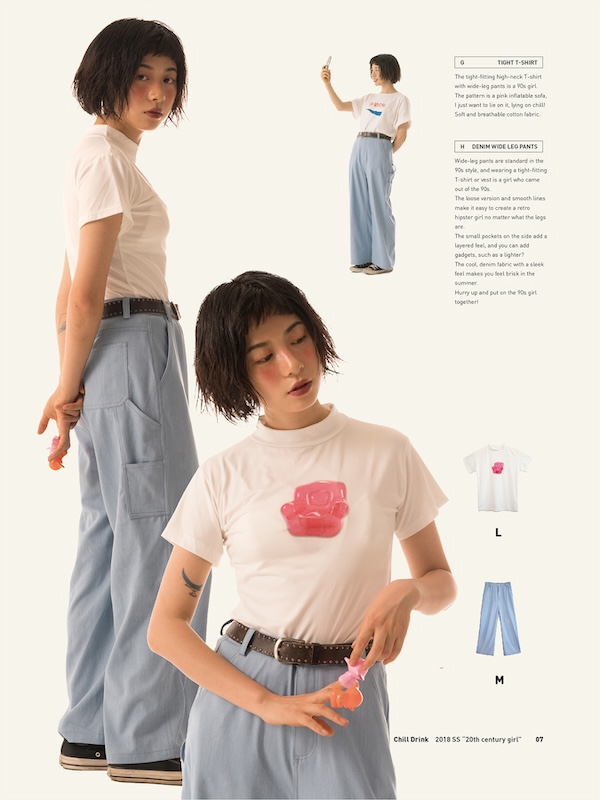 G TIGHT T-SHIRT
The tight-fitting high-neck T-shirt
with wide-leg pants is a 90s girl.
The pattern is a pink inflatable sofa,
I just want to lie on it, lying on chill!
Soft and breathable cotton fabric.
H DENIM WIDE LEG PANTS
Wide-leg pants are standard in the
90s style, and wearing a tight-fitting
T-shirt or vest is a girl who came
out of the 90s.
The loose version and smooth lines
make it easy to create a retro
hipster girl no matter what the legs
are.
The small pockets on the side add a
layered feel, and you can add
gadgets, such as a lighter?
The cool, denim fabric with a sleek
feel makes you feel brisk in the
summer.
Hurry up and put on the 90s girl
together!
L
M
Chill Drink 2018 SS "20th century girl" 07